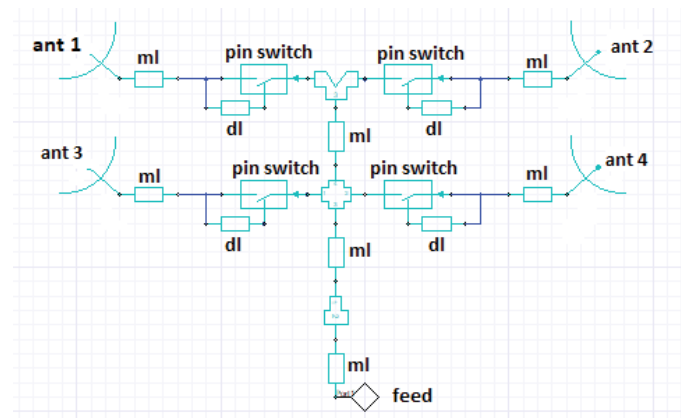 ant 1
ml
pin switch
pin switch
ml
ant 2
dl
dl
ml
ant 3
ml
pin switch
pin switch
ml
ant 4
dl
dl
ml
ml
feed